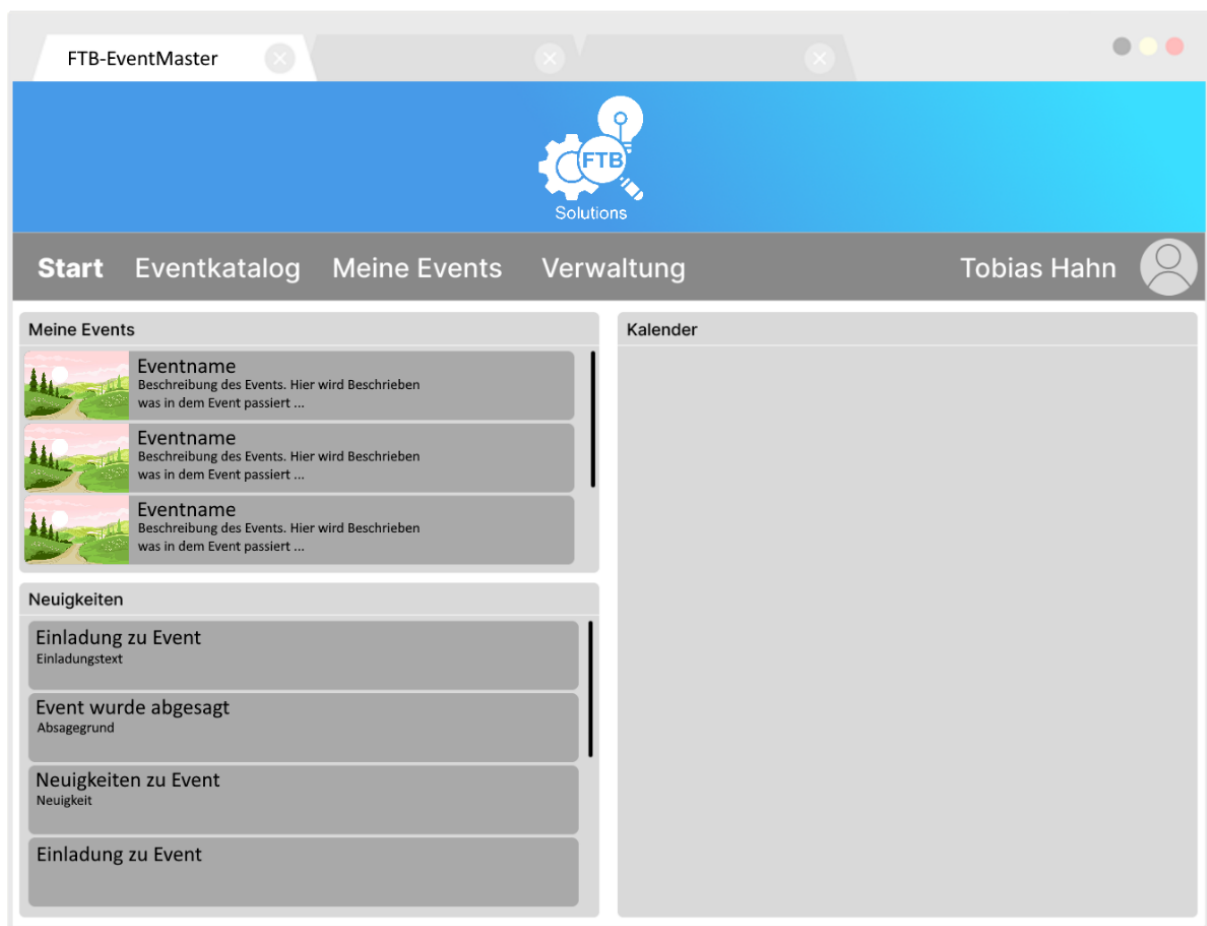 FTB-EventMaster
FTB
Solutions
Start Eventkatalog Meine Events Verwaltung Tobias Hahn
Meine Events
Eventname
Beschreibung des Events. Hier wird Beschrieben
was in dem Event passiert ...
Eventname
Beschreibung des Events. Hier wird Beschrieben
was in dem Event passiert ...
Eventname
Beschreibung des Events. Hier wird Beschrieben
was in dem Event passiert ...
Neuigkeiten
Einladung zu Event
Einladungstext
Event wurde abgesagt
Absagegrund
Neuigkeiten zu Event
Neuigkeit
Einladung zu Event
Kalender